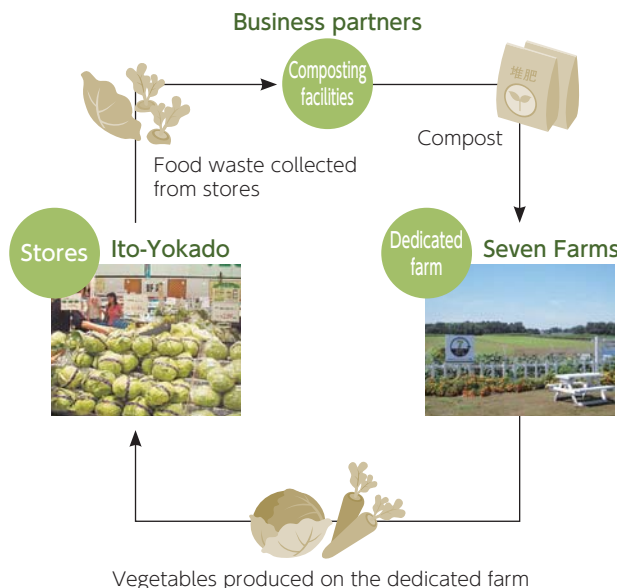 Business partners
Composting
facilities
堆肥
Compost
Food waste collected
from stores
Stores
Ito-Yokado
Dedicated
farm
Seven Farms
Vegetables produced on the dedicated farm